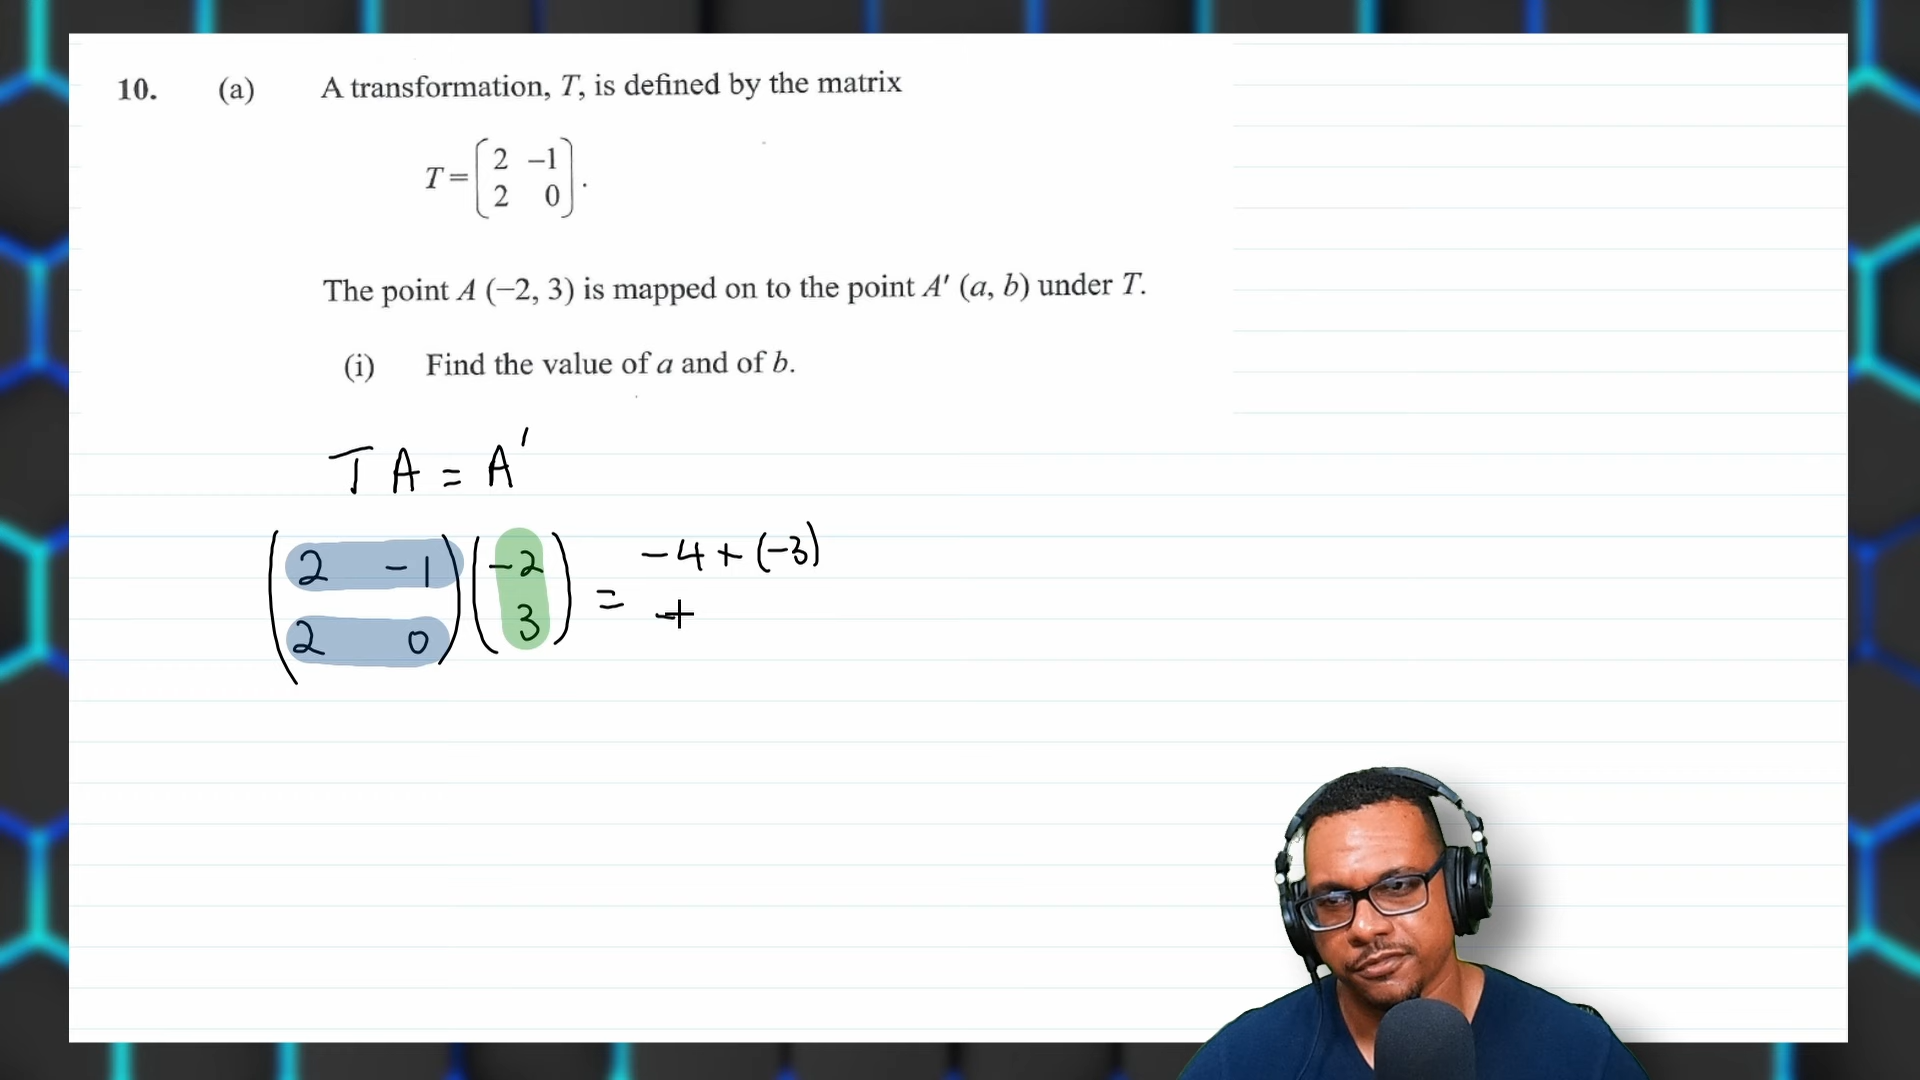 10. (a) A transformation, T, is defined by the matrix
T = [2 –1
2 0].
The point A (−2, 3) is mapped on to the point A′ (a, b) under T.
(i) Find the value of a and of b.
T A = A'
(2 -1
2 0) (-2
3) = -4 + (-3)
-+